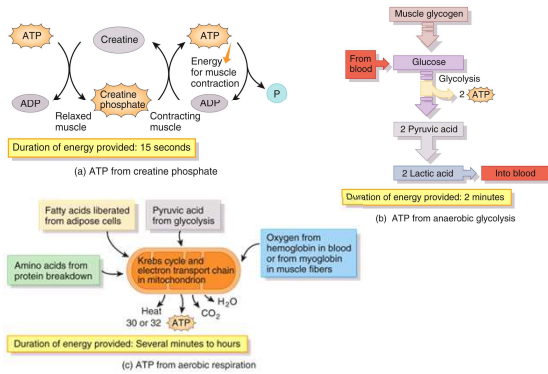 ATP
Creatine
ATP
Energy
for muscle
contraction
Creatine
phosphate
P
ADP
ADP
Relaxed
muscle
Contracting
muscle
Duration of energy provided: 15 seconds
(a) ATP from creatine phosphate
Muscle glycogen
From
blood
Glucose
Glycolysis
2 ATP
2 Pyruvic acid
2 Lactic acid
Into blood
Duration of energy provided: 2 minutes
(b) ATP from anaerobic glycolysis
Fatty acids liberated
from adipose cells
Pyruvic acid
from glycolysis
Oxygen from
hemoglobin in blood
or from myoglobin
in muscle fibers
Amino acids from
protein breakdown
Krebs cycle and
electron transport chain
in mitochondrion
Heat
30 or 32 ATP
CO2
H2O
Duration of energy provided: Several minutes to hours
(c) ATP from aerobic respiration